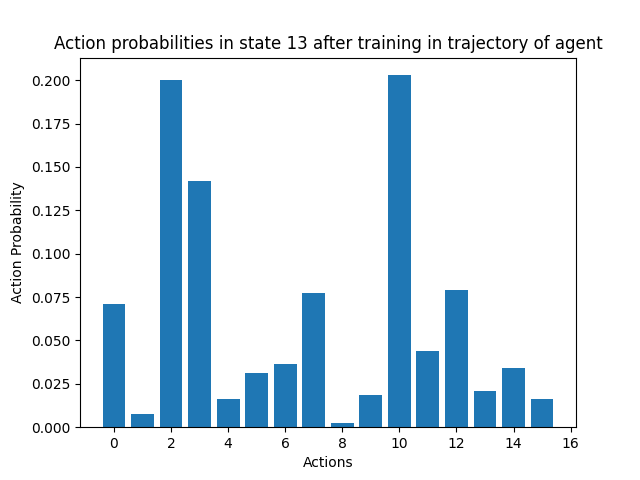 Action probabilities in state 13 after training in trajectory of agent
0.200
0.175
0.150
0.125
0.100
0.075
0.050
0.025
0.000
Action Probability
0 2 4 6 8 10 12 14 16
Actions